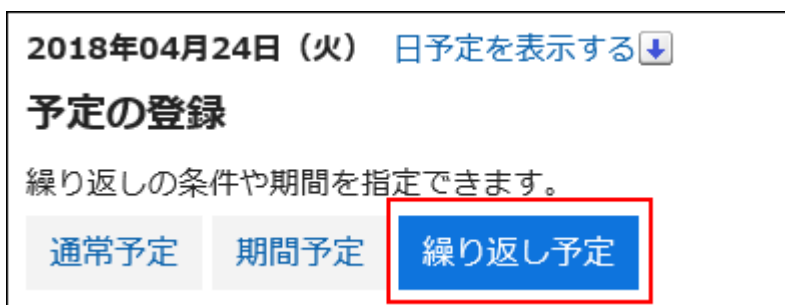 2018年04月24日（火） 日予定を表示する
予定の登録
繰り返しの条件や期間を指定できます。
通常予定 期間予定 繰り返し予定